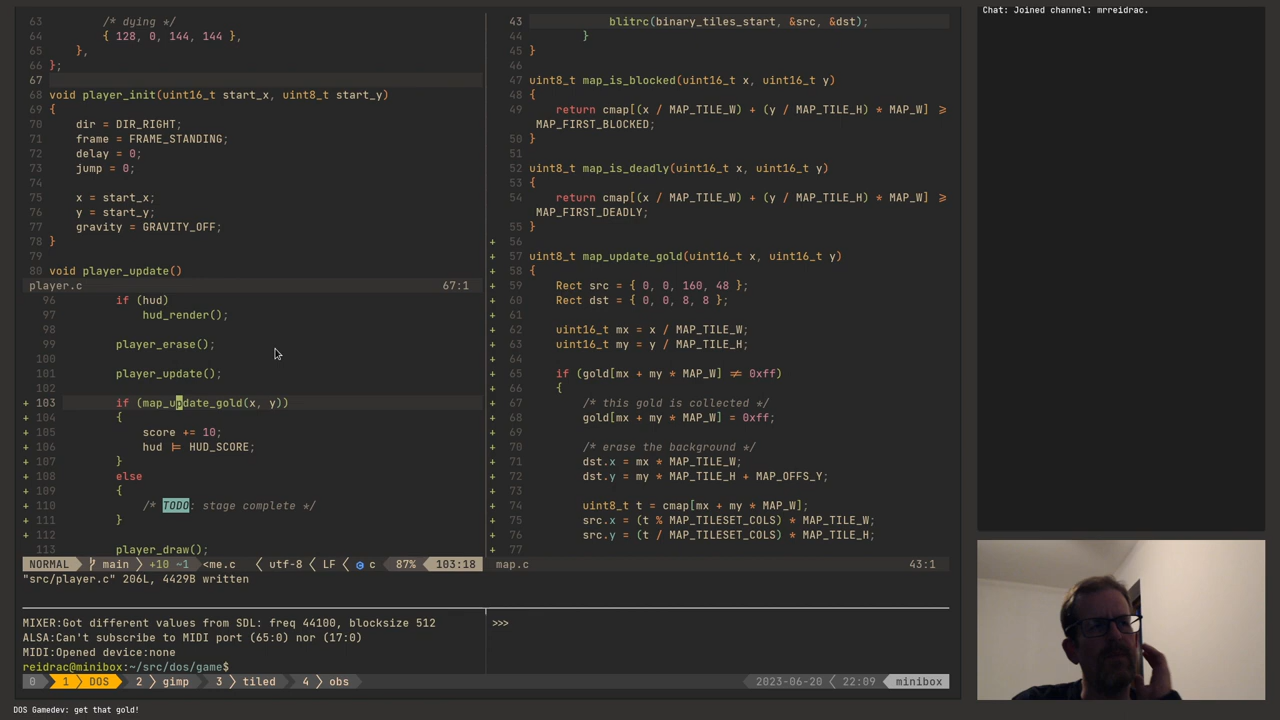 63         /* dying */
64         { 128, 0, 144, 144 },
65     },
66 };
67
68 void player_init(uint16_t start_x, uint8_t start_y)
69 {
70     dir = DIR_RIGHT;
71     frame = FRAME_STANDING;
72     delay = 0;
73     jump = 0;
74
75     x = start_x;
76     y = start_y;
77     gravity = GRAVITY_OFF;
78 }
79
80 void player_update()
player.c 67:1
96         if (hud)
97             hud_render();
98
99         player_erase();
100
101         player_update();
102
+ 103         if (map_update_gold(x, y))
+ 104         {
+ 105             score += 10;
+ 106             hud |= HUD_SCORE;
+ 107         }
+ 108         else
+ 109         {
+ 110             /* TODO: stage complete */
+ 111         }
+ 112
113         player_draw();
NORMAL main +10 ~1 <me.c utf-8 LF c 87% 103:18
"src/player.c" 206L, 4429B written
43             blitrc(binary_tiles_start, &src, &dst);
44         }
45 }
46
47 uint8_t map_is_blocked(uint16_t x, uint16_t y)
48 {
49     return cmap[(x / MAP_TILE_W) + (y / MAP_TILE_H) * MAP_W] >=
MAP_FIRST_BLOCKED;
50 }
51
52 uint8_t map_is_deadly(uint16_t x, uint16_t y)
53 {
54     return cmap[(x / MAP_TILE_W) + (y / MAP_TILE_H) * MAP_W] >=
MAP_FIRST_DEADLY;
55 }
+ 56
+ 57 uint8_t map_update_gold(uint16_t x, uint16_t y)
+ 58 {
+ 59     Rect src = { 0, 0, 160, 48 };
+ 60     Rect dst = { 0, 0, 8, 8 };
+ 61
+ 62     uint16_t mx = x / MAP_TILE_W;
+ 63     uint16_t my = y / MAP_TILE_H;
+ 64
+ 65     if (gold[mx + my * MAP_W] != 0xff)
+ 66     {
+ 67         /* this gold is collected */
+ 68         gold[mx + my * MAP_W] = 0xff;
+ 69
+ 70         /* erase the background */
+ 71         dst.x = mx * MAP_TILE_W;
+ 72         dst.y = my * MAP_TILE_H + MAP_OFFS_Y;
+ 73
+ 74         uint8_t t = cmap[mx + my * MAP_W];
+ 75         src.x = (t % MAP_TILESET_COLS) * MAP_TILE_W;
+ 76         src.y = (t / MAP_TILESET_COLS) * MAP_TILE_H;
+ 77
map.c 43:1
MIXER:Got different values from SDL: freq 44100, blocksize 512
ALSA:Can't subscribe to MIDI port (65:0) nor (17:0)
MIDI:Opened device:none
reidrac@minibox:~/src/dos/game$
>>>
0 1 DOS 2 gimp 3 tiled 4 obs 2023-06-20 22:09 minibox
Chat: Joined channel: mrreidrac.
DOS Gamedev: get that gold!